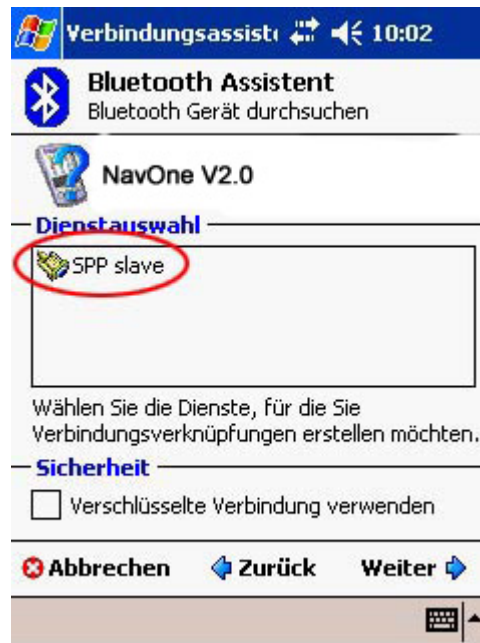 Verbindungsassiste 10:02
Bluetooth Assistent
Bluetooth Gerät durchsuchen
NavOne V2.0
Dienstauswahl
SPP slave
Wählen Sie die Dienste, für die Sie
Verbindungsverknüpfungen erstellen möchten.
Sicherheit
Verschlüsselte Verbindung verwenden
Abbrechen Zurück Weiter